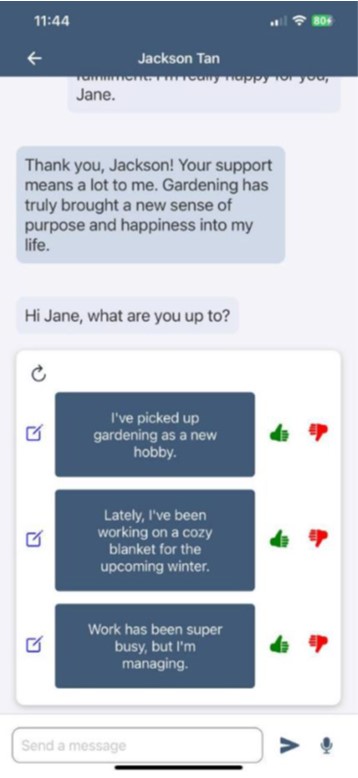 11:44
80+
Jackson Tan
fulfillment. I'm really happy for you,
Jane.
Thank you, Jackson! Your support
means a lot to me. Gardening has
truly brought a new sense of
purpose and happiness into my
life.
Hi Jane, what are you up to?
I've picked up
gardening as a new
hobby.
Lately, I've been
working on a cozy
blanket for the
upcoming winter.
Work has been super
busy, but I'm
managing.
Send a message